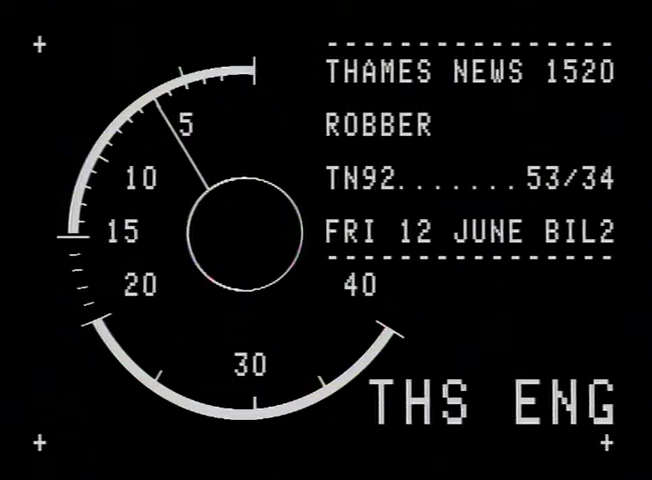 THAMES NEWS 1520
ROBBER
TN92.......53/34
FRI 12 JUNE BIL2
5
10
15
20
40
30
THS ENG